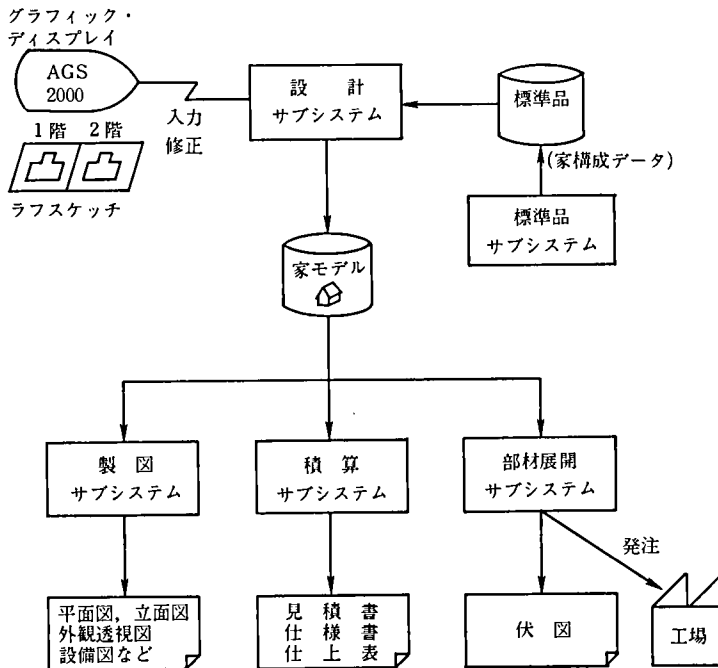 グラフィック・
ディスプレイ
AGS
2000
1階 2階
ラフスケッチ
入力
修正
設計
サブシステム
標準品
(家構成データ)
標準品
サブシステム
家モデル
製図
サブシステム
積算
サブシステム
部材展開
サブシステム
発注
平面図，立面図
外観透視図
設備図など
見積書
仕様書
仕上表
伏図
工場